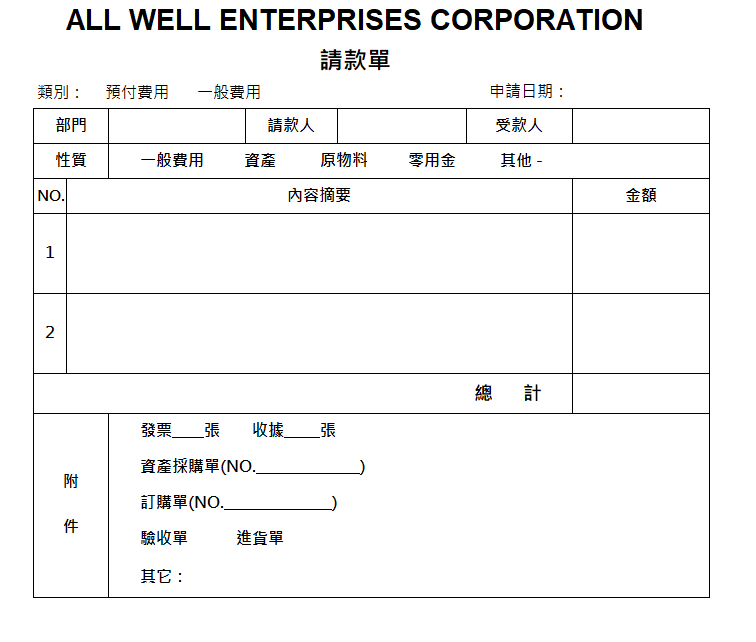 ALL WELL ENTERPRISES CORPORATION
請款單
類別： 預付費用 一般費用 申請日期：
部門 請款人 受款人
性質 一般費用 資產 原物料 零用金 其他 -
NO. 內容摘要 金額
1
2
總 計
發票____張 收據____張
資產採購單(NO.____________)
訂購單(NO.____________)
驗收單 進貨單
其它：
附
件